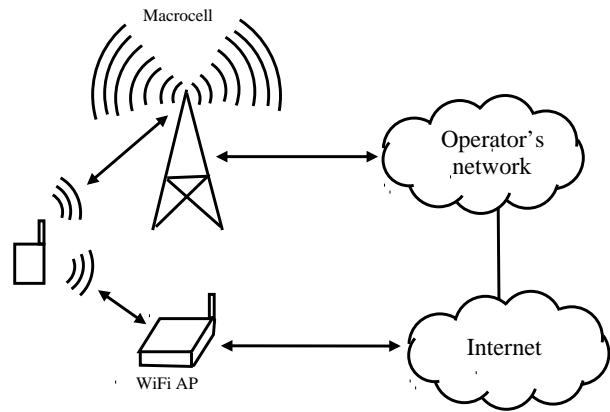 Macrocell
Operator's
network
Internet
WiFi AP